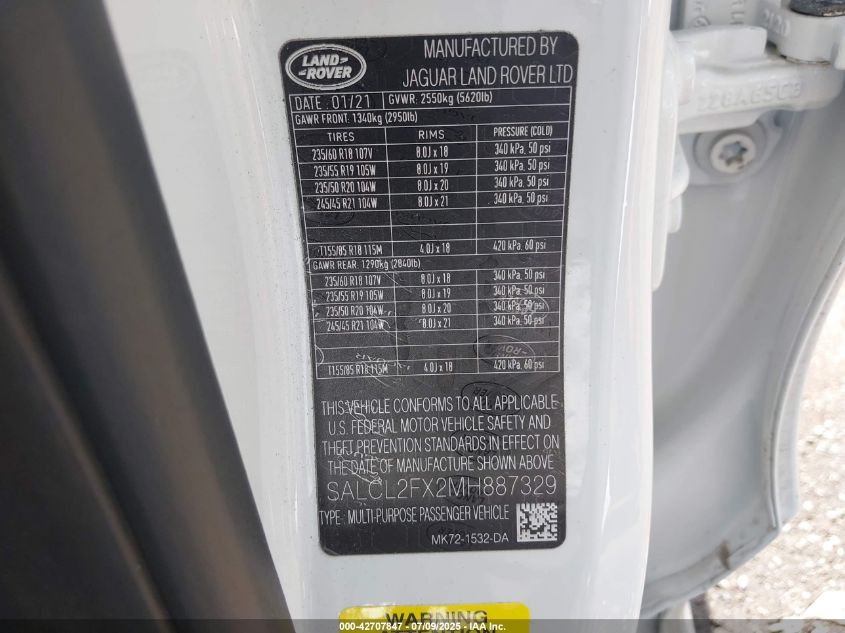 LAND
ROVER
MANUFACTURED BY
JAGUAR LAND ROVER LTD
DATE : 01/21 GVWR: 2550kg (5620lb)
GAWR FRONT: 1340kg (2950lb)
TIRES RIMS PRESSURE (COLD)
235/60 R18 107V 8.0J x 18 340 kPa, 50 psi
235/55 R19 105W 8.0J x 19 340 kPa, 50 psi
235/50 R20 104W 8.0J x 20 340 kPa, 50 psi
245/45 R21 104W 8.0J x 21 340 kPa, 50 psi
T155/85 R18 115M 4.0J x 18 420 kPa, 60 psi
GAWR REAR: 1290kg (2840lb)
235/60 R18 107V 8.0J x 18 340 kPa, 50 psi
235/55 R19 105W 8.0J x 19 340 kPa, 50 psi
235/50 R20 104W 8.0J x 20 340 kPa, 50 psi
245/45 R21 104W 8.0J x 21 340 kPa, 50 psi
T155/85 R18 115M 4.0J x 18 420 kPa, 60 psi
THIS VEHICLE CONFORMS TO ALL APPLICABLE
U.S. FEDERAL MOTOR VEHICLE SAFETY AND
THEFT PREVENTION STANDARDS IN EFFECT ON
THE DATE OF MANUFACTURE SHOWN ABOVE
SALCL2FX2MH887329
TYPE : MULTI-PURPOSE PASSENGER VEHICLE
MK72-1532-DA
WARNING
00-42707847 - 07/09/2025 - IAA Inc.